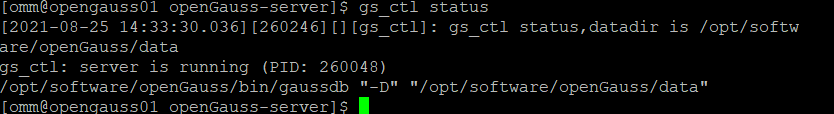 [omm@opengauss01 openGauss-server]$ gs_ctl status
[2021-08-25 14:33:30.036][260246][][gs_ctl]: gs_ctl status,datadir is /opt/softw
are/openGauss/data
gs_ctl: server is running (PID: 260048)
/opt/software/openGauss/bin/gaussdb "-D" "/opt/software/openGauss/data"
[omm@opengauss01 openGauss-server]$